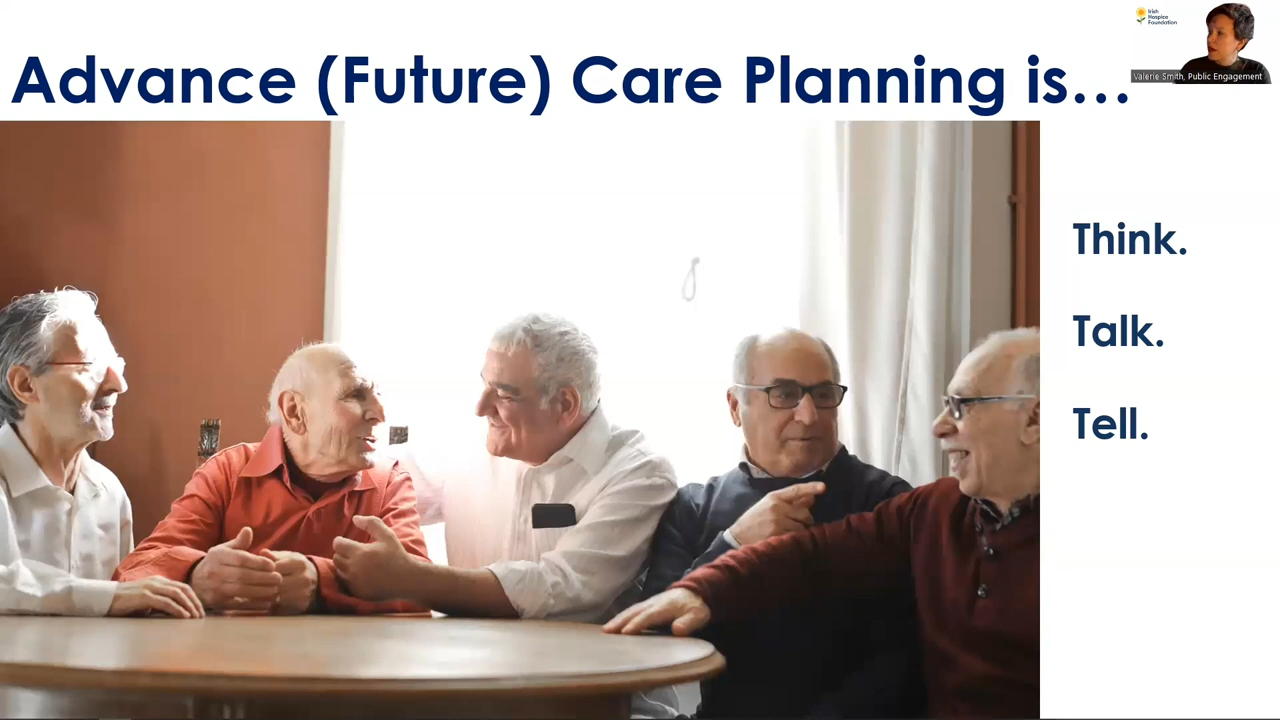 Irish
Hospice
Foundation
Valerie Smith, Public Engagement
Advance (Future) Care Planning is…
Think.
Talk.
Tell.